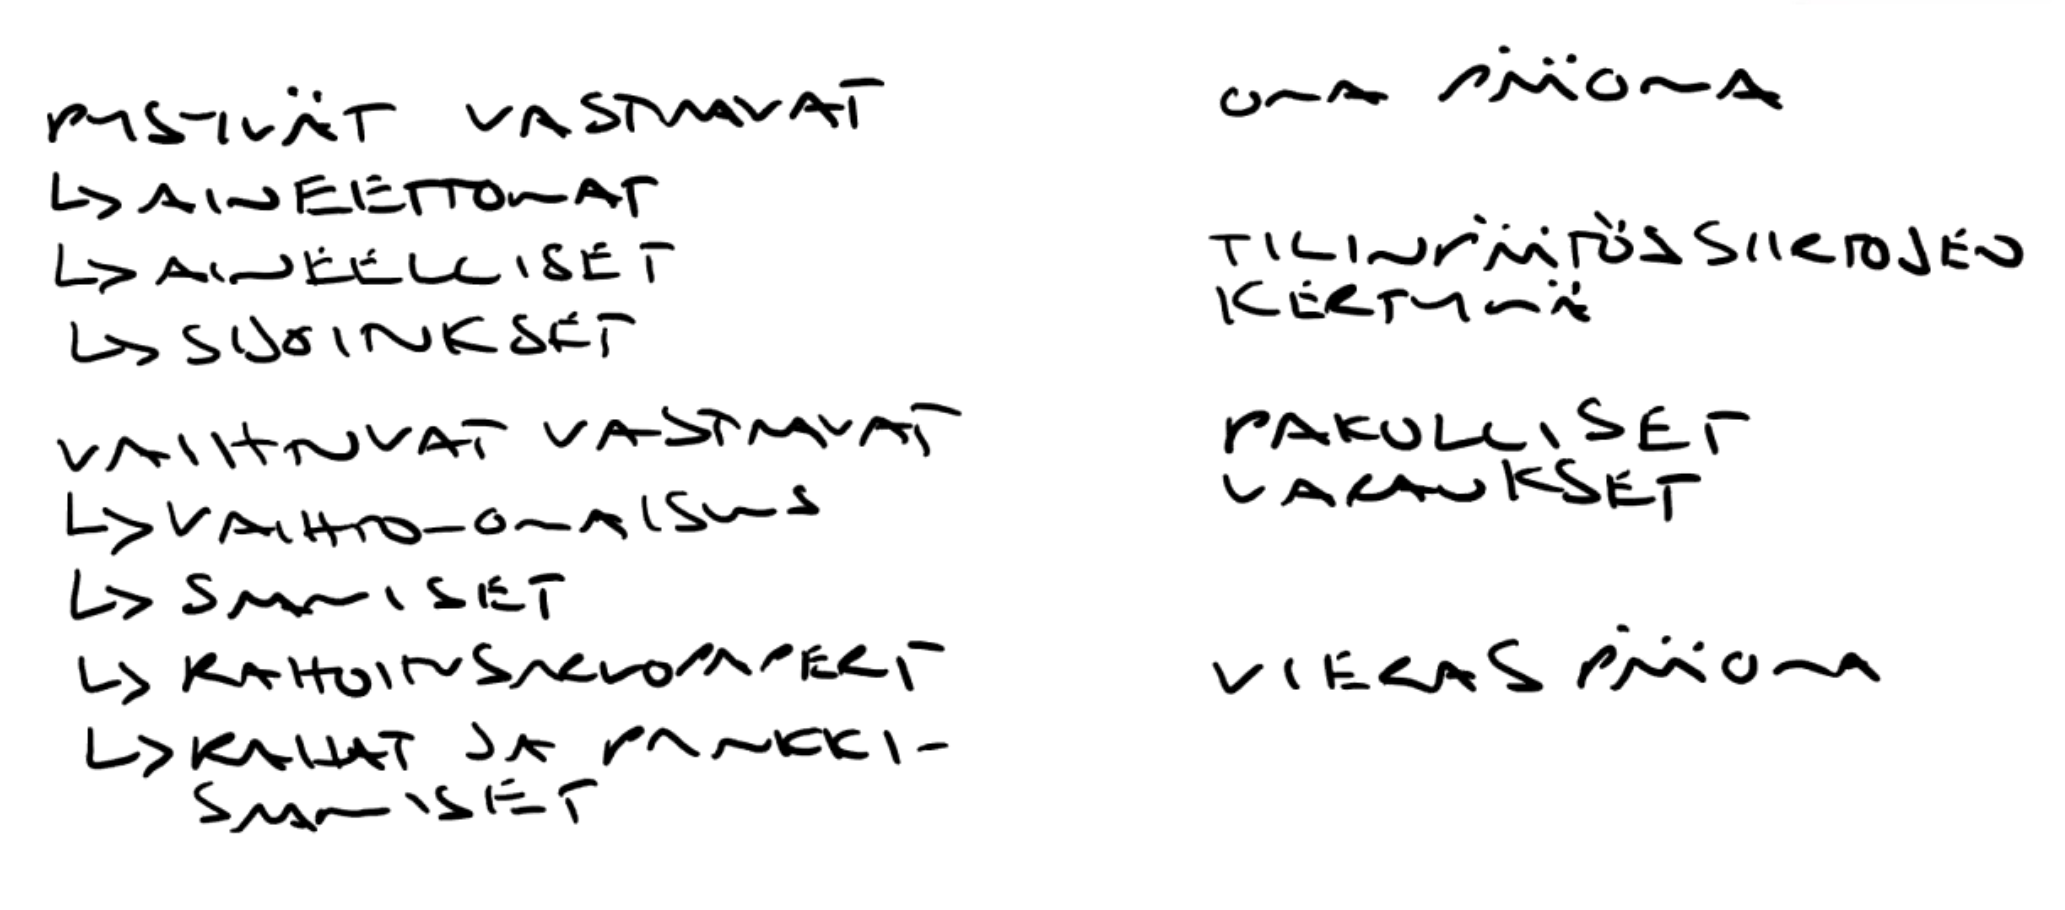 PYSYVÄT VASTAAVAT
↳ AINEETTOMAT
↳ AINEELLISET
↳ SIJOITUKSET
VAIHTUVAT VASTAAVAT
↳ VAIHTO-OMAISUUS
↳ SAAMISET
↳ RAHOITUSARVOPAPERIT
↳ RAHAT JA PANKKI-
SAAMISET
OMA PÄÄOMA
TILINPÄÄTÖSSIIRTOJEN
KERTYMÄ
PAKOLLISET
VARAUKSET
VIERAS PÄÄOMA